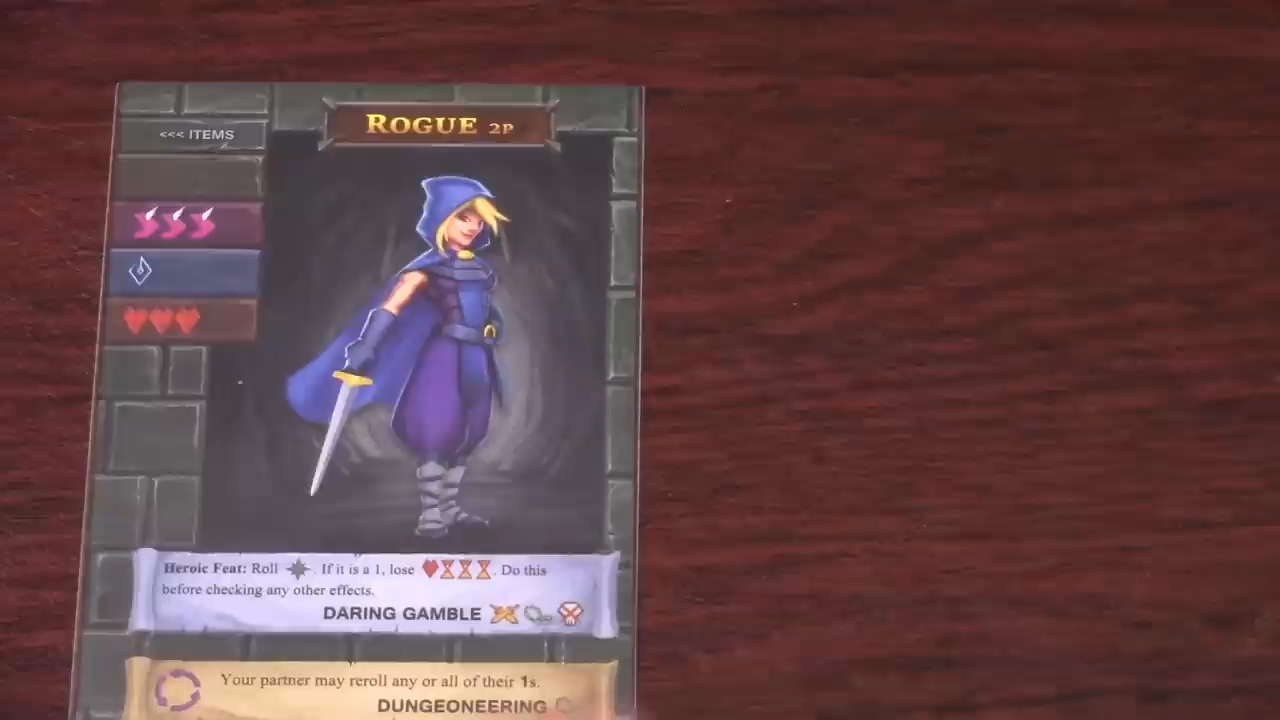 ROGUE 2P
<<< ITEMS
Heroic Feat: Roll . If it is a 1, lose . Do this
before checking any other effects.
DARING GAMBLE
Your partner may reroll any or all of their 1s.
DUNGEONEERING